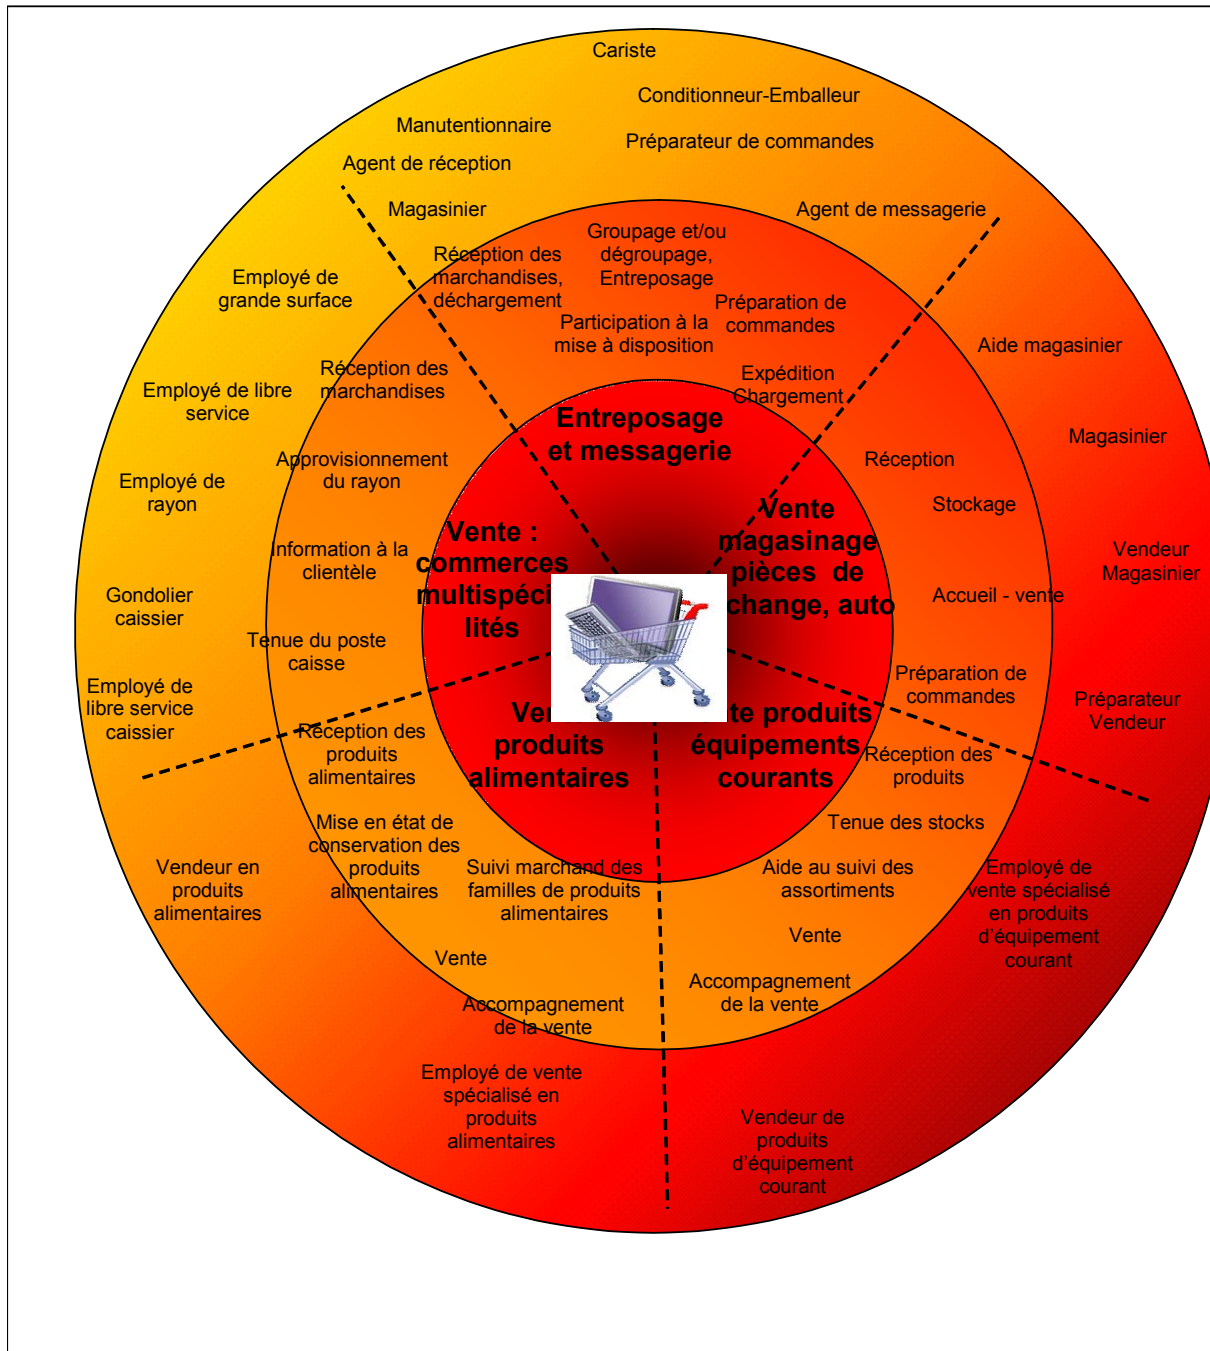 Cariste
Conditionneur-Emballeur
Manutentionnaire
Préparateur de commandes
Agent de réception
Magasinier
Agent de messagerie
Réception des
marchandises,
déchargement
Groupage et/ou
dégroupage,
Entreposage
Préparation de
commandes
Participation à la
mise à disposition
Expédition
Chargement
Entreposage
et messagerie
Employé de
grande surface
Employé de libre
service
Employé de
rayon
Gondolier
caissier
Employé de
libre service
caissier
Réception des
marchandises
Approvisionnement
du rayon
Information à la
clientèle
Tenue du poste
caisse
Vente :
commerces
multispéci
lités
Vente
magasinage
pièces de
change, auto
Réception
Stockage
Accueil - vente
Préparation de
commandes
Aide magasinier
Magasinier
Vendeur
Magasinier
Préparateur
Vendeur
Ven
produits
alimentaires
te produits
équipements
courants
Réception des
produits
alimentaires
Mise en état de
conservation des
produits
alimentaires
Suivi marchand des
familles de produits
alimentaires
Vente
Accompagnement
de la vente
Vendeur en
produits
alimentaires
Employé de vente
spécialisé en
produits
alimentaires
Réception des
produits
Tenue des stocks
Aide au suivi des
assortiments
Vente
Accompagnement
de la vente
Employé de
vente spécialisé
en produits
d’équipement
courant
Vendeur de
produits
d’équipement
courant